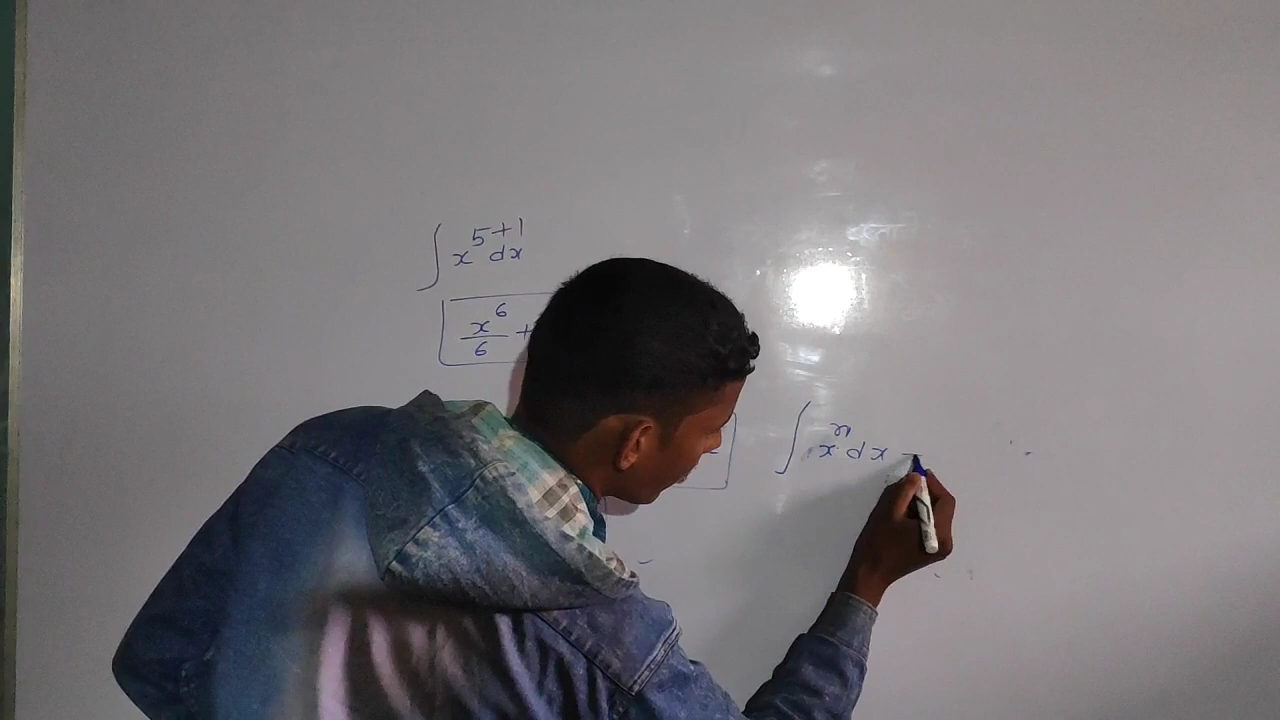 ∫ x^{5+1} dx
x^6/6 +
∫ x^n dx